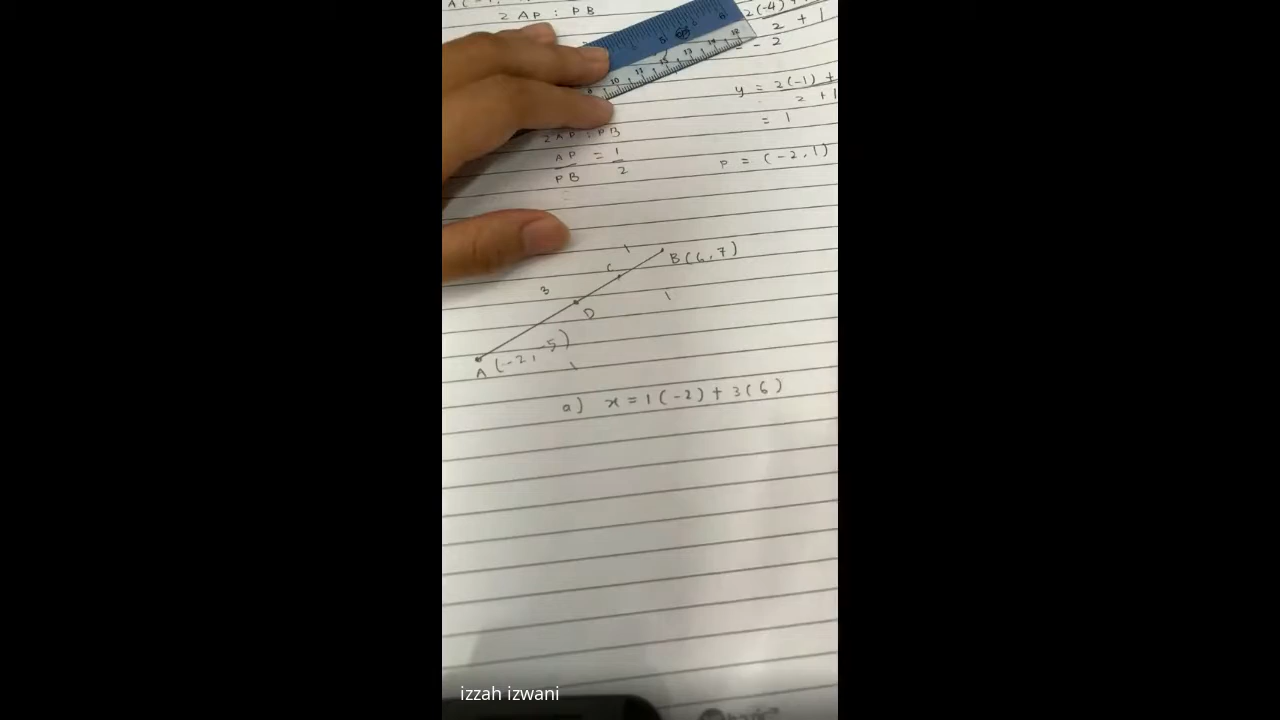 2 AP : PB
2(-4) +
2 + 1
= - 2
y = 2(-1) +
2 + 1
= 1
2 AP : PB
AP = 1
PB 2
P = (-2, 1)
1
B(6, 7)
C
3
1
D
A (-2, -5)
1
a) x = 1(-2) + 3(6)
izzah izwani